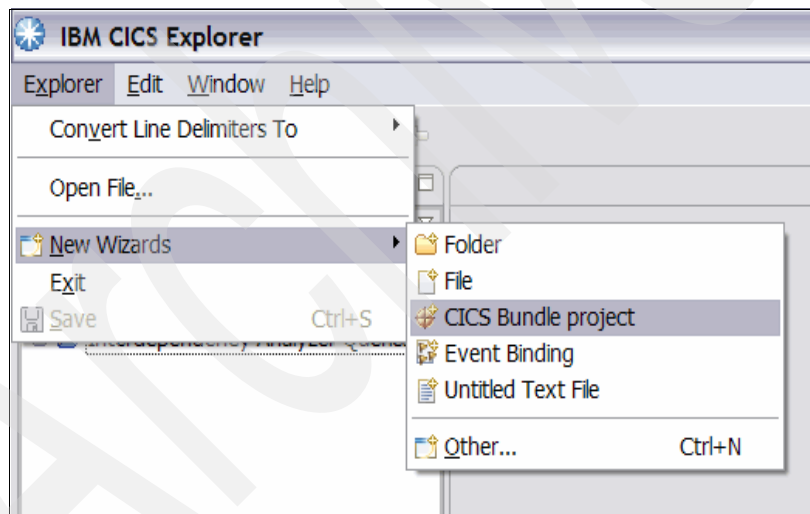 IBM CICS Explorer
Explorer Edit Window Help
Convert Line Delimiters To
Open File...
New Wizards
Exit
Save Ctrl+S
Folder
File
CICS Bundle project
Event Binding
Untitled Text File
Other... Ctrl+N